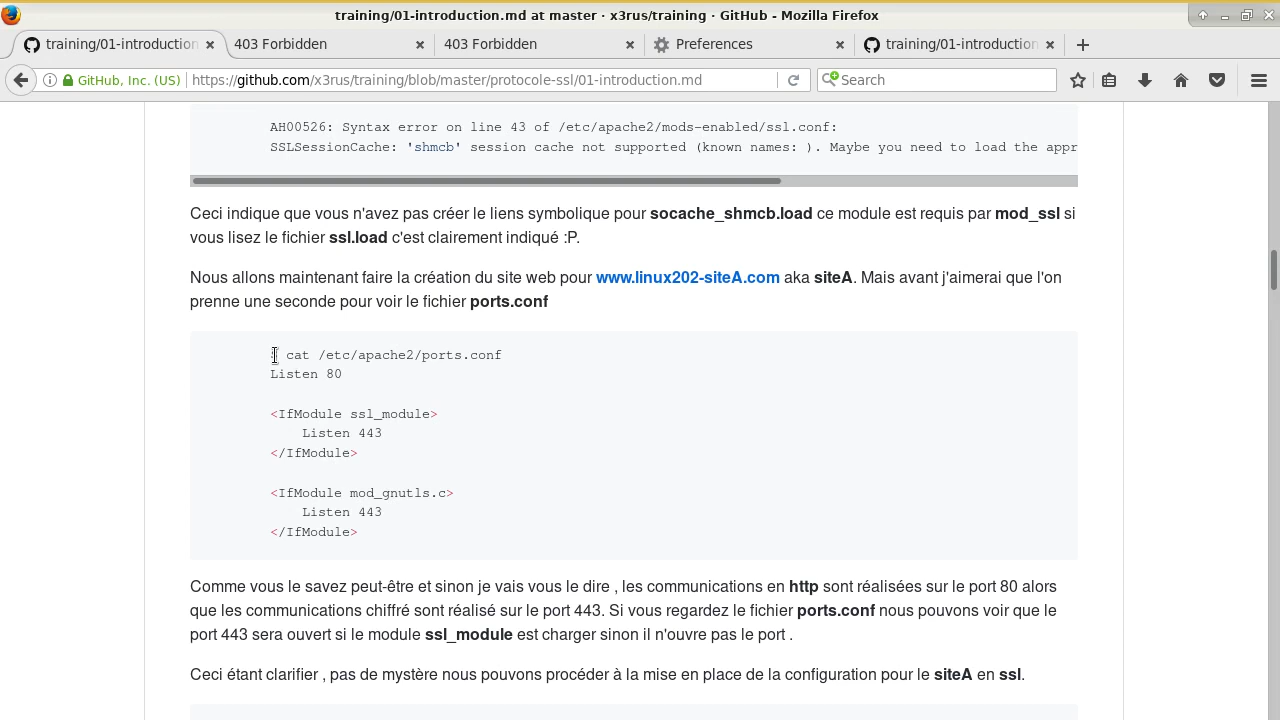 training/01-introduction.md at master · x3rus/training · GitHub - Mozilla Firefox
training/01-introduction
403 Forbidden
403 Forbidden
Preferences
training/01-introduction
GitHub, Inc. (US)
https://github.com/x3rus/training/blob/master/protocole-ssl/01-introduction.md
Search
AH00526: Syntax error on line 43 of /etc/apache2/mods-enabled/ssl.conf:
SSLSessionCache: 'shmcb' session cache not supported (known names: ). Maybe you need to load the appr
Ceci indique que vous n'avez pas créer le liens symbolique pour socache_shmcb.load ce module est requis par mod_ssl si
vous lisez le fichier ssl.load c'est clairement indiqué :P.
Nous allons maintenant faire la création du site web pour www.linux202-siteA.com aka siteA. Mais avant j'aimerai que l'on
prenne une seconde pour voir le fichier ports.conf
cat /etc/apache2/ports.conf
Listen 80
<IfModule ssl_module>
Listen 443
</IfModule>
<IfModule mod_gnutls.c>
Listen 443
</IfModule>
Comme vous le savez peut-être et sinon je vais vous le dire , les communications en http sont réalisées sur le port 80 alors
que les communications chiffré sont réalisé sur le port 443. Si vous regardez le fichier ports.conf nous pouvons voir que le
port 443 sera ouvert si le module ssl_module est charger sinon il n'ouvre pas le port .
Ceci étant clarifier , pas de mystère nous pouvons procéder à la mise en place de la configuration pour le siteA en ssl.